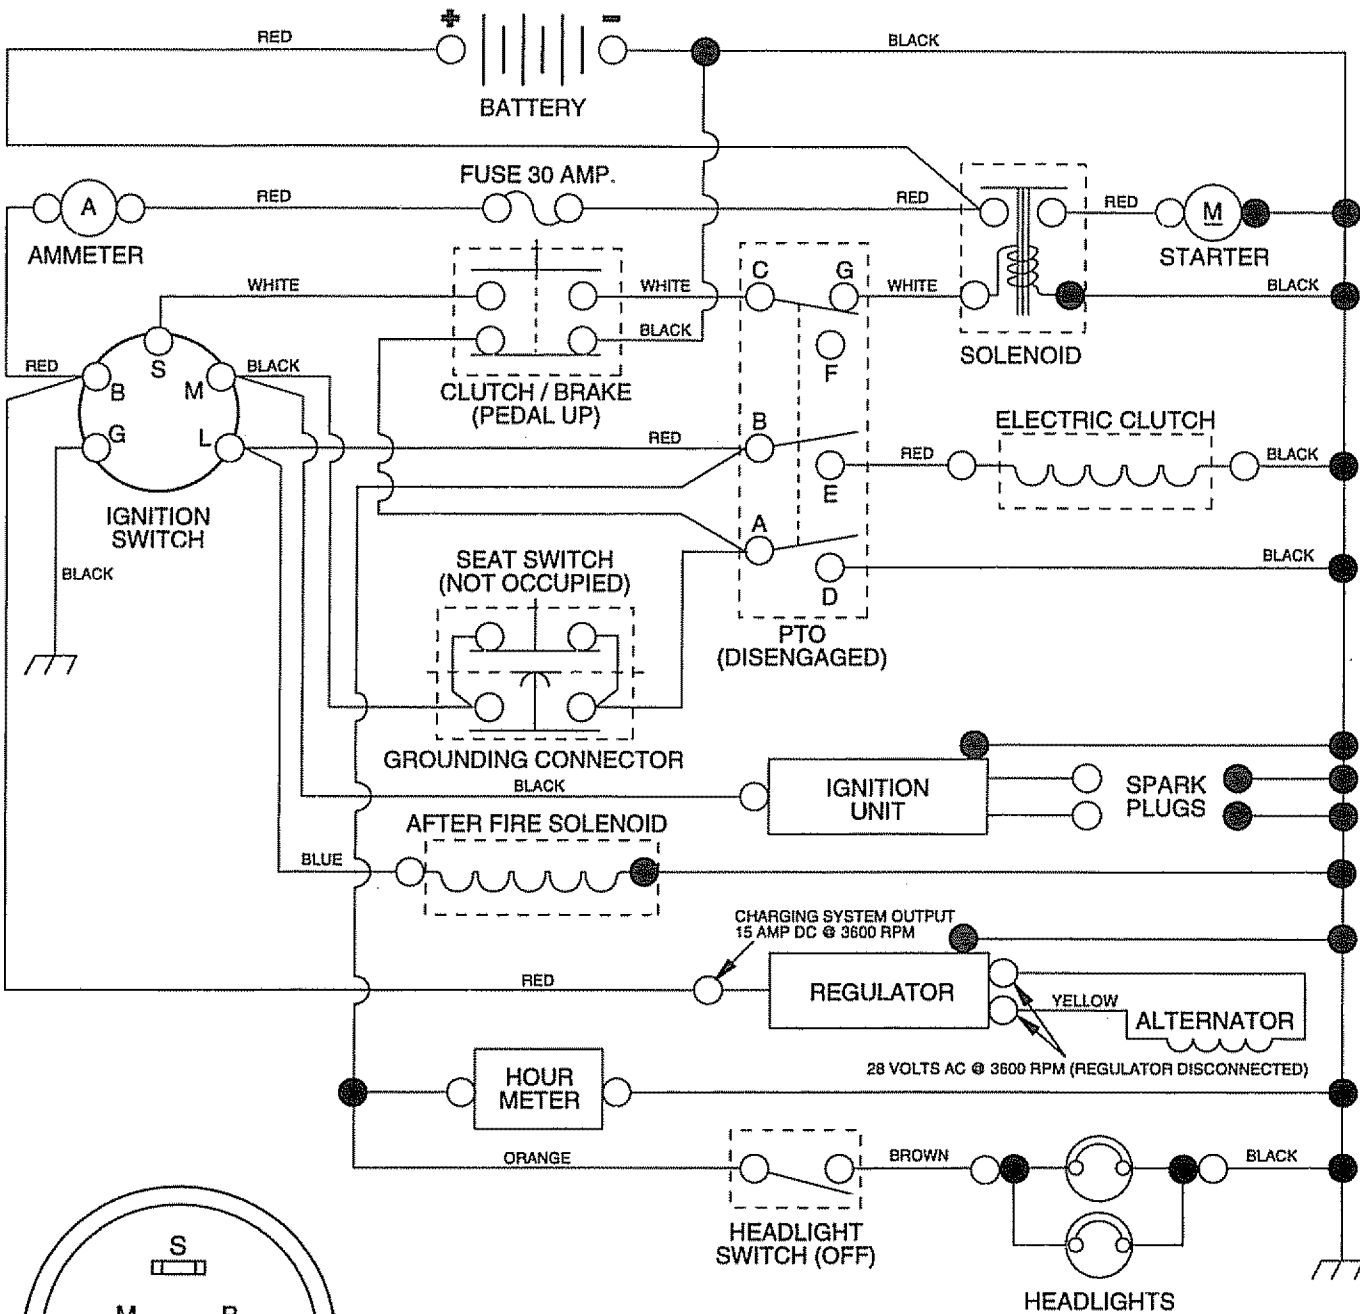 + -
RED
BLACK
BATTERY
FUSE 30 AMP.
A
RED
RED
RED
M
AMMETER
STARTER
WHITE
WHITE
C
G
WHITE
BLACK
BLACK
S
F
SOLENOID
RED
B
M
BLACK
CLUTCH / BRAKE
(PEDAL UP)
G
L
RED
B
ELECTRIC CLUTCH
RED
BLACK
E
IGNITION
SWITCH
A
BLACK
SEAT SWITCH
(NOT OCCUPIED)
BLACK
D
PTO
(DISENGAGED)
GROUNDING CONNECTOR
BLACK
IGNITION
UNIT
SPARK
PLUGS
AFTER FIRE SOLENOID
BLUE
CHARGING SYSTEM OUTPUT
15 AMP DC @ 3600 RPM
RED
REGULATOR
YELLOW
ALTERNATOR
28 VOLTS AC @ 3600 RPM (REGULATOR DISCONNECTED)
HOUR
METER
ORANGE
BROWN
BLACK
HEADLIGHT
SWITCH (OFF)
HEADLIGHTS
S
M B